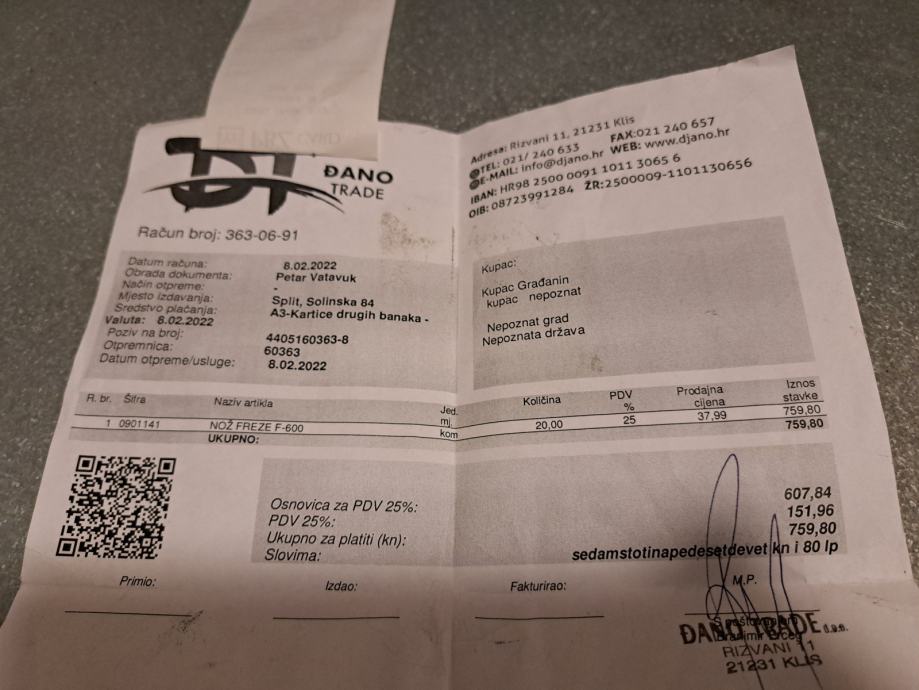 ĐANO
TRADE
Adresa: Rizvani 11, 21231 Klis
TEL: 021/ 240 633 FAX:021 240 657
E-MAIL: info@djano.hr WEB: www.djano.hr
IBAN: HR98 2500 0091 1011 3065 6
OIB: 08723991284 ŽR:2500009-1101130656
Račun broj: 363-06-91
Datum računa: 8.02.2022
Obrada dokumenta: Petar Vatavuk
Način otpreme: -
Mjesto izdavanja: Split, Solinska 84
Sredstvo plaćanja: A3-Kartice drugih banaka -
Valuta: 8.02.2022
Poziv na broj: 4405160363-8
Otpremnica: 60363
Datum otpreme/usluge: 8.02.2022
Kupac:
Kupac Građanin
kupac nepoznat
Nepoznat grad
Nepoznata država
R. br. Šifra Naziv artikla Jed. mj. Količina PDV % Prodajna cijena Iznos stavke
1 0901141 NOŽ FREZE F-600 kom 20,00 25 37,99 759,80
UKUPNO: 759,80
Osnovica za PDV 25%: 607,84
PDV 25%: 151,96
Ukupno za platiti (kn): 759,80
Slovima: sedamstotinapedesetdevet kn i 80 lp
Primio: Izdao: Fakturirao: M.P.
S poštovanjem
ĐANO TRADE d.o.o.
Branimir
RIZVANI 11
21231 KLIS